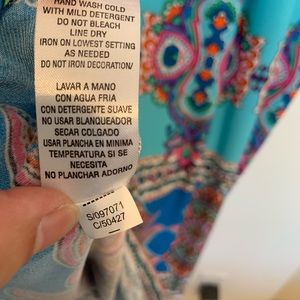 HAND WASH COLD
WITH MILD DETERGENT
DO NOT BLEACH
LINE DRY
IRON ON LOWEST SETTING
AS NEEDED
DO NOT IRON DECORATION/
LAVAR A MANO
CON AGUA FRIA
CON DETERGENTE SUAVE
NO USAR BLANQUEADOR
SECAR COLGADO
USAR PLANCHA EN MINIMA
TEMPERATURA SI SE
NECESITA
NO PLANCHAR ADORNO
S/097071
C/50427